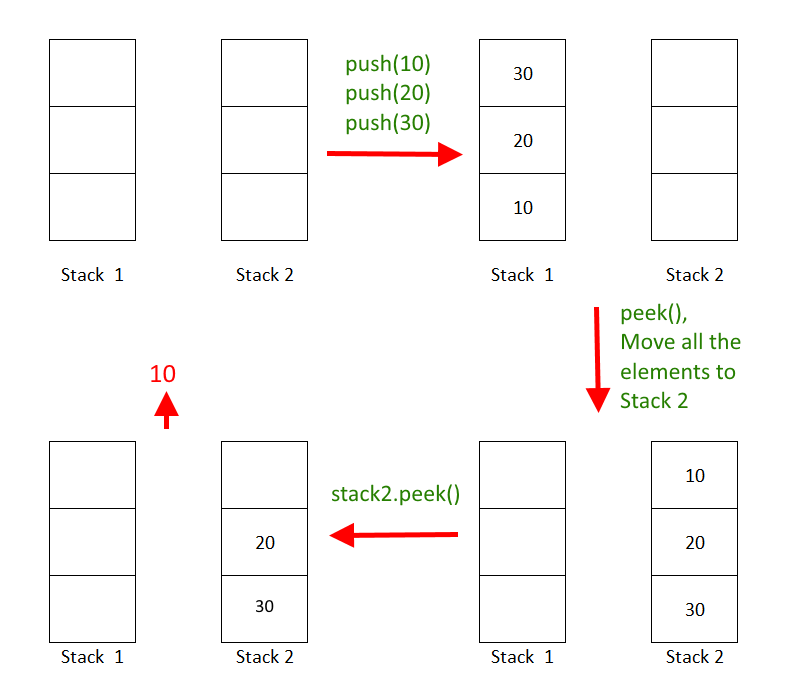 push(10)
push(20)
push(30)
30
20
10
Stack 1
Stack 2
Stack 1
Stack 2
peek(),
Move all the
elements to
Stack 2
10
10
20
30
stack2.peek()
20
30
Stack 1
Stack 2
Stack 1
Stack 2